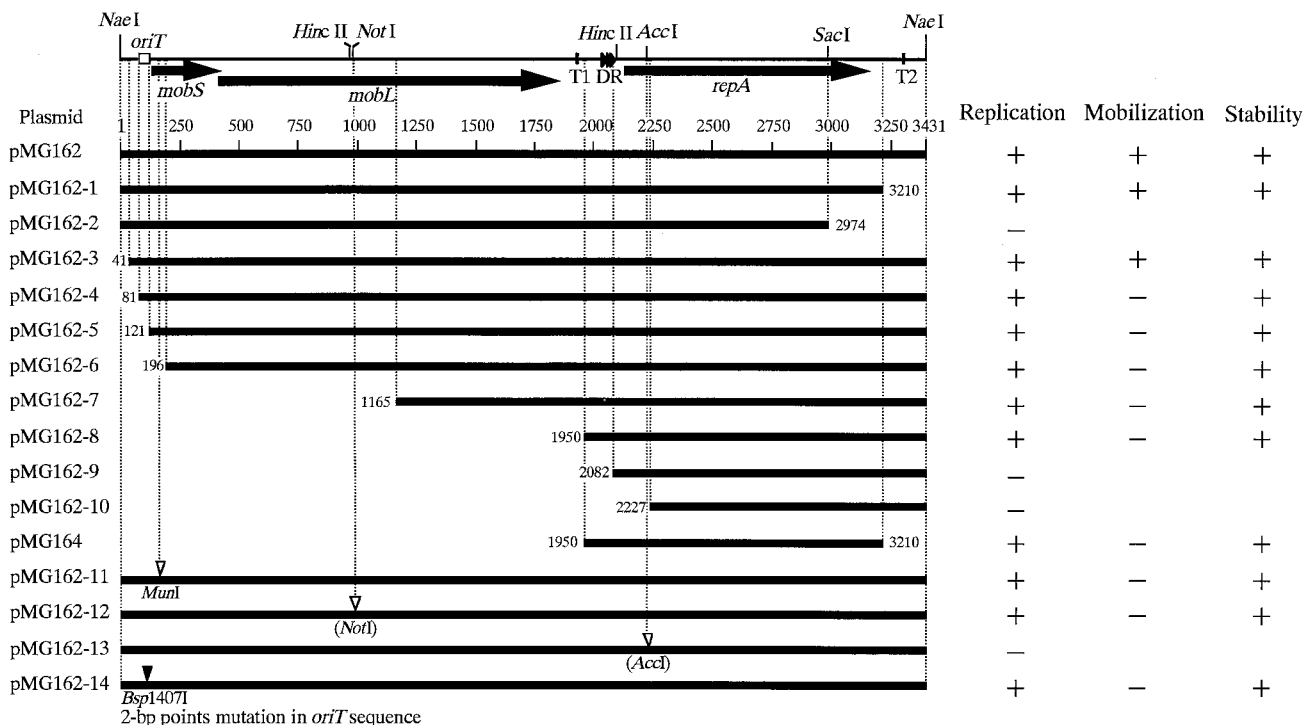 NaeI HincII NotI HincII AccI SacI NaeI
oriT
T1 DR T2
mobS mobL repA
Plasmid 1 250 500 750 1000 1250 1500 1750 2000 2250 2500 2750 3000 3250 3431 Replication Mobilization Stability
pMG162 + + +
pMG162-1 3210 + + +
pMG162-2 2974 −
pMG162-3 41 + + +
pMG162-4 81 + − +
pMG162-5 121 + − +
pMG162-6 196 + − +
pMG162-7 1165 + − +
pMG162-8 1950 + − +
pMG162-9 2082 −
pMG162-10 2227 −
pMG164 1950 3210 + − +
pMG162-11 + − +
MunI
pMG162-12 + − +
(NotI)
pMG162-13 −
(AccI)
pMG162-14 + − +
Bsp1407I
2-bp points mutation in oriT sequence